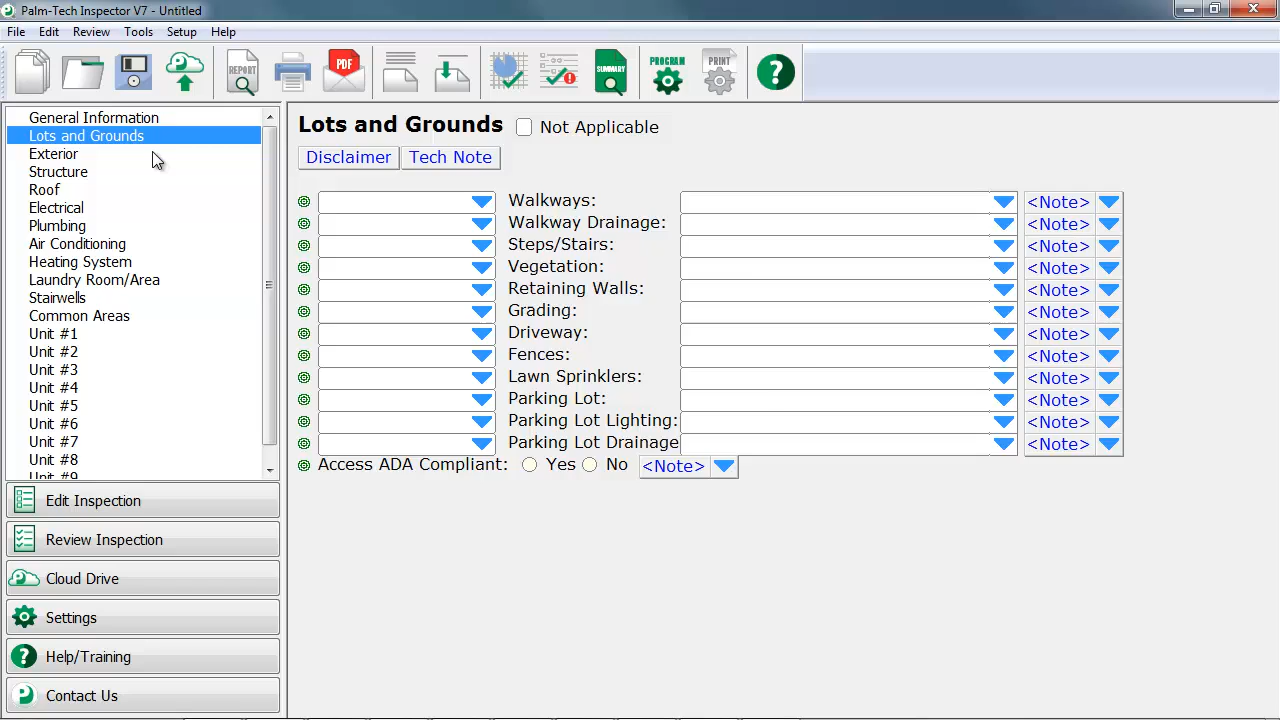 Palm-Tech Inspector V7 - Untitled
File Edit Review Tools Setup Help
REPORT PDF SUMMARY PROGRAM PRINT ?
General Information
Lots and Grounds
Exterior
Structure
Roof
Electrical
Plumbing
Air Conditioning
Heating System
Laundry Room/Area
Stairwells
Common Areas
Unit #1
Unit #2
Unit #3
Unit #4
Unit #5
Unit #6
Unit #7
Unit #8
Unit #9
Edit Inspection
Review Inspection
Cloud Drive
Settings
Help/Training
Contact Us
Lots and Grounds Not Applicable
Disclaimer Tech Note
Walkways: <Note>
Walkway Drainage: <Note>
Steps/Stairs: <Note>
Vegetation: <Note>
Retaining Walls: <Note>
Grading: <Note>
Driveway: <Note>
Fences: <Note>
Lawn Sprinklers: <Note>
Parking Lot: <Note>
Parking Lot Lighting: <Note>
Parking Lot Drainage <Note>
Access ADA Compliant: Yes No <Note>